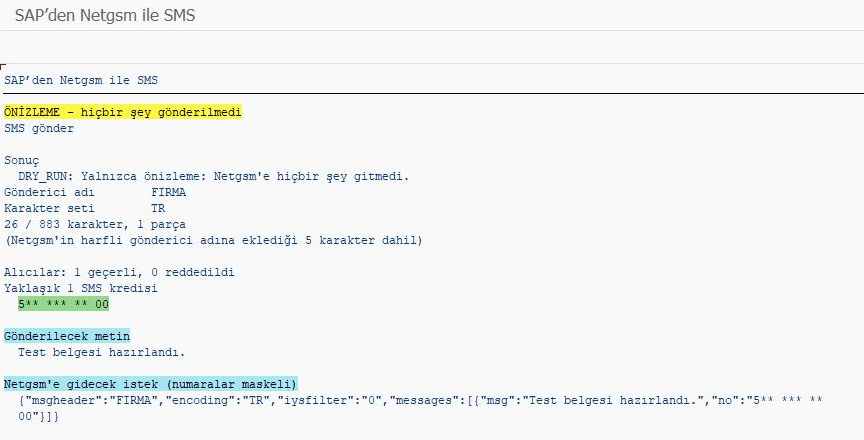 SAP’den Netgsm ile SMS
SAP’den Netgsm ile SMS
ÖNİZLEME - hiçbir şey gönderilmedi
SMS gönder
Sonuç
DRY_RUN: Yalnızca önizleme: Netgsm'e hiçbir şey gitmedi.
Gönderici adı FIRMA
Karakter seti TR
26 / 883 karakter, 1 parça
(Netgsm'in harfli gönderici adına eklediği 5 karakter dahil)
Alıcılar: 1 geçerli, 0 reddedildi
Yaklaşık 1 SMS kredisi
5** *** ** 00
Gönderilecek metin
Test belgesi hazırlandı.
Netgsm'e gidecek istek (numaralar maskeli)
{"msgheader":"FIRMA","encoding":"TR","iysfilter":"0","messages":[{"msg":"Test belgesi hazırlandı.","no":"5** *** **
00"}]}